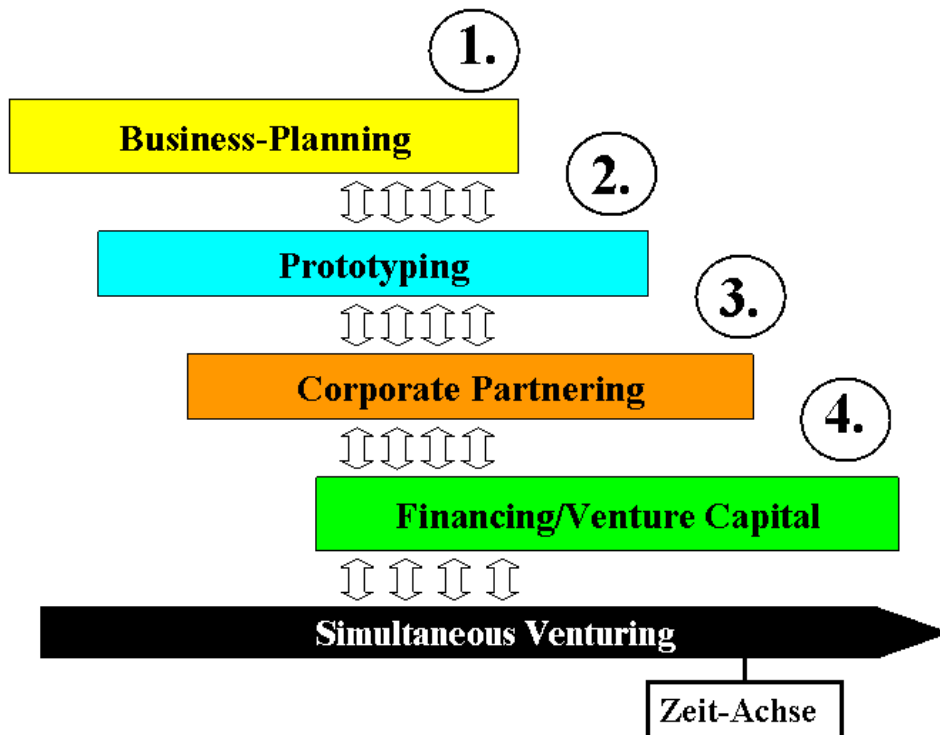 1.
Business-Planning
2.
Prototyping
3.
Corporate Partnering
4.
Financing/Venture Capital
Simultaneous Venturing
Zeit-Achse